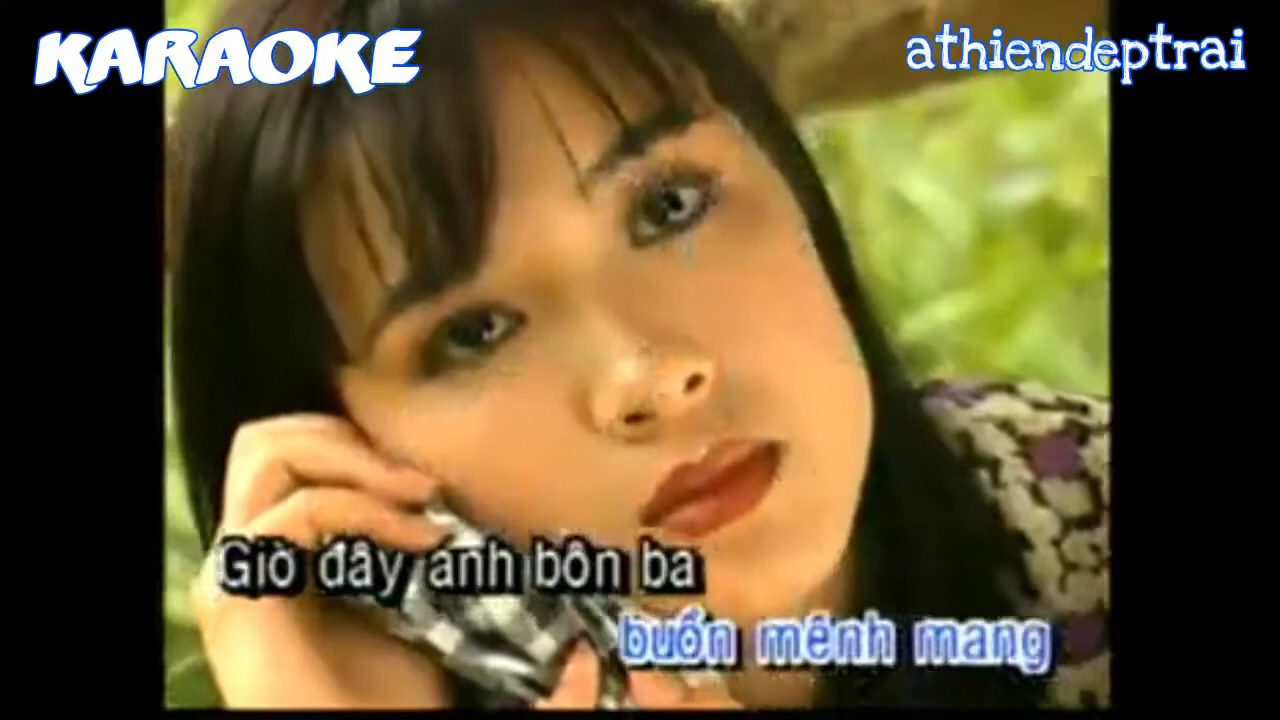 KARAOKE
athiendeptrai
Giờ đây anh bôn ba
buồn mênh mang